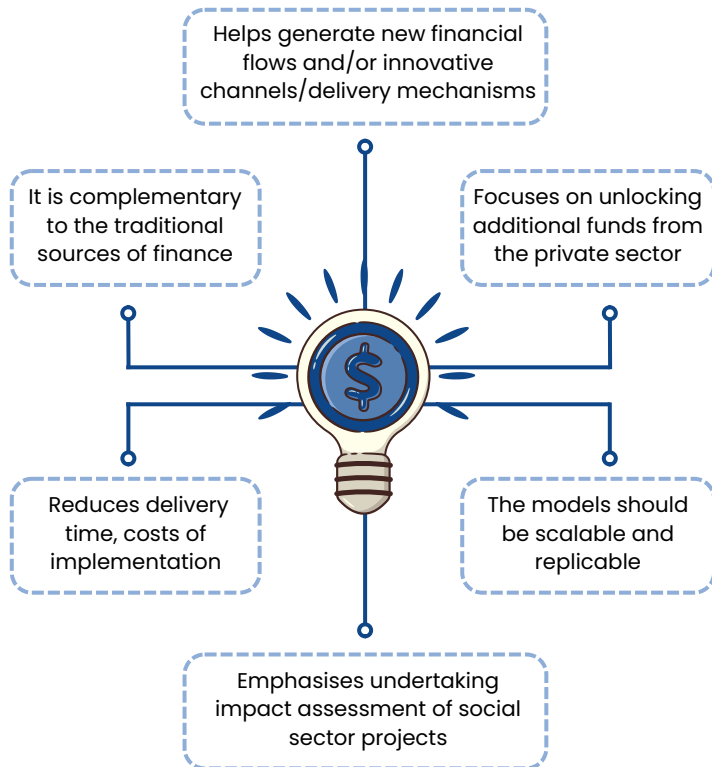 Helps generate new financial
flows and/or innovative
channels/delivery mechanisms
It is complementary
to the traditional
sources of finance
Focuses on unlocking
additional funds from
the private sector
$
Reduces delivery
time, costs of
implementation
The models should
be scalable and
replicable
Emphasises undertaking
impact assessment of social
sector projects